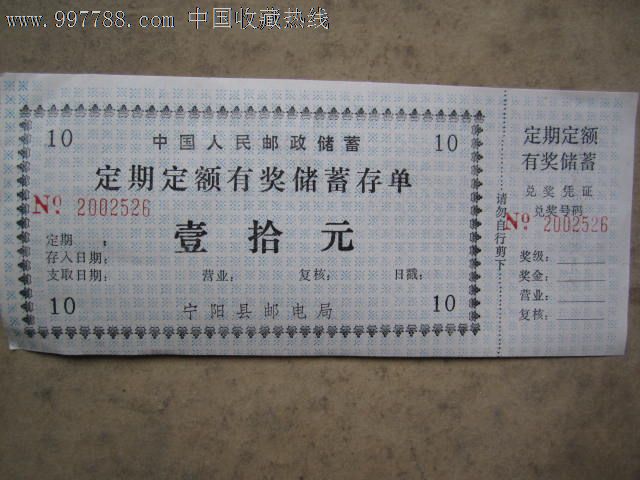 www.997788.com 中国收藏热线
10 中国人民邮政储蓄 10
定期定额有奖储蓄存单
No. 2002526
壹拾元
定期:
存入日期:
支取日期: 营业: 复核: 日戳:
10 宁阳县邮电局 10
请勿自行剪下
定期定额
有奖储蓄
兑奖凭证
兑奖号码
No. 2002526
奖级:
奖金:
营业:
复核: